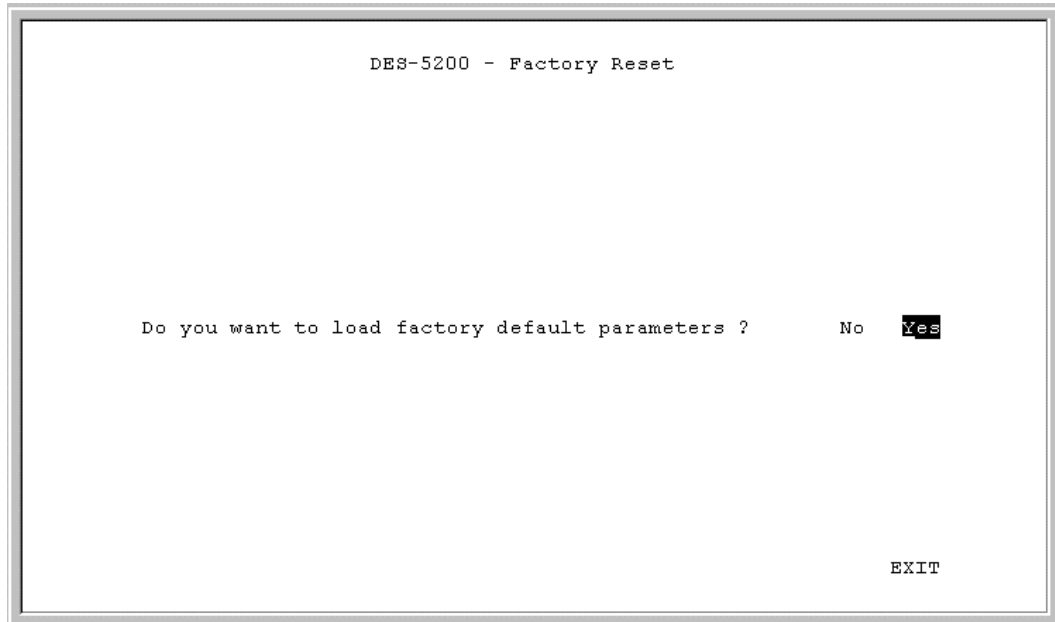 DES-5200 - Factory Reset
Do you want to load factory default parameters ? No Yes
EXIT